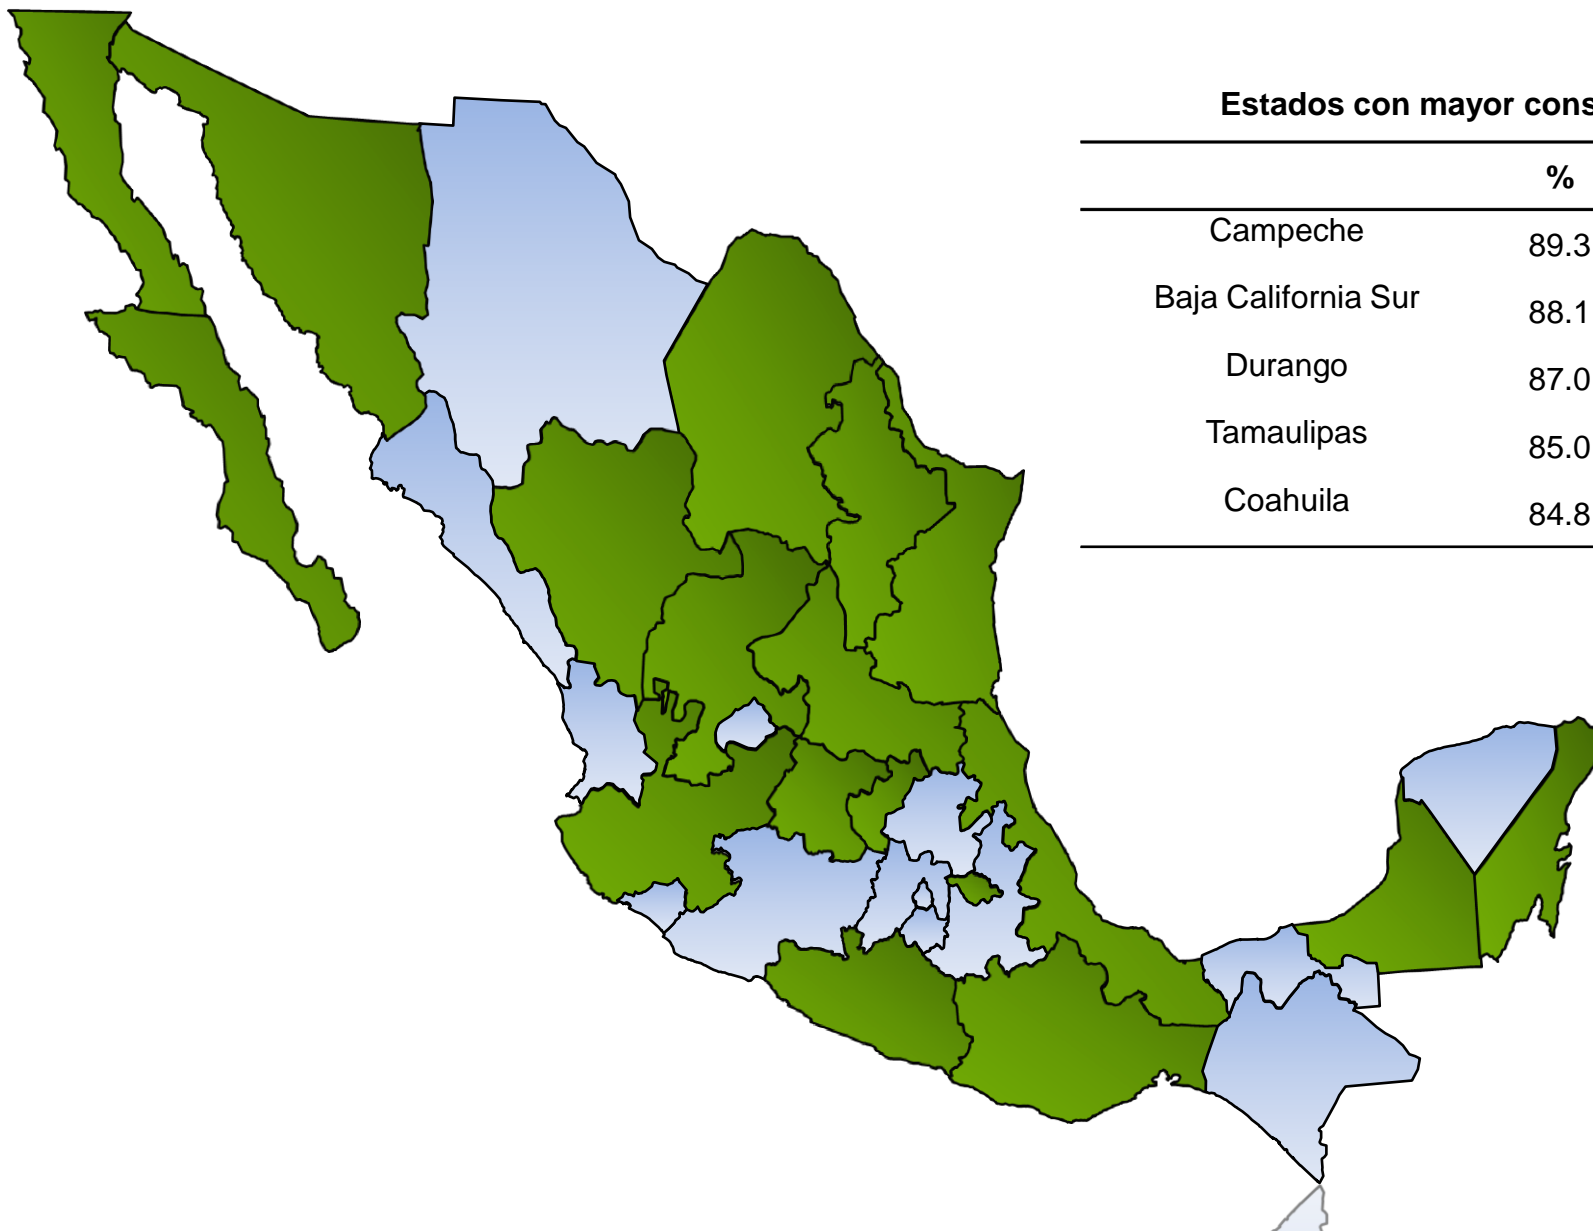 Estados con mayor cons
%
Campeche 89.3
Baja California Sur 88.1
Durango 87.0
Tamaulipas 85.0
Coahuila 84.8